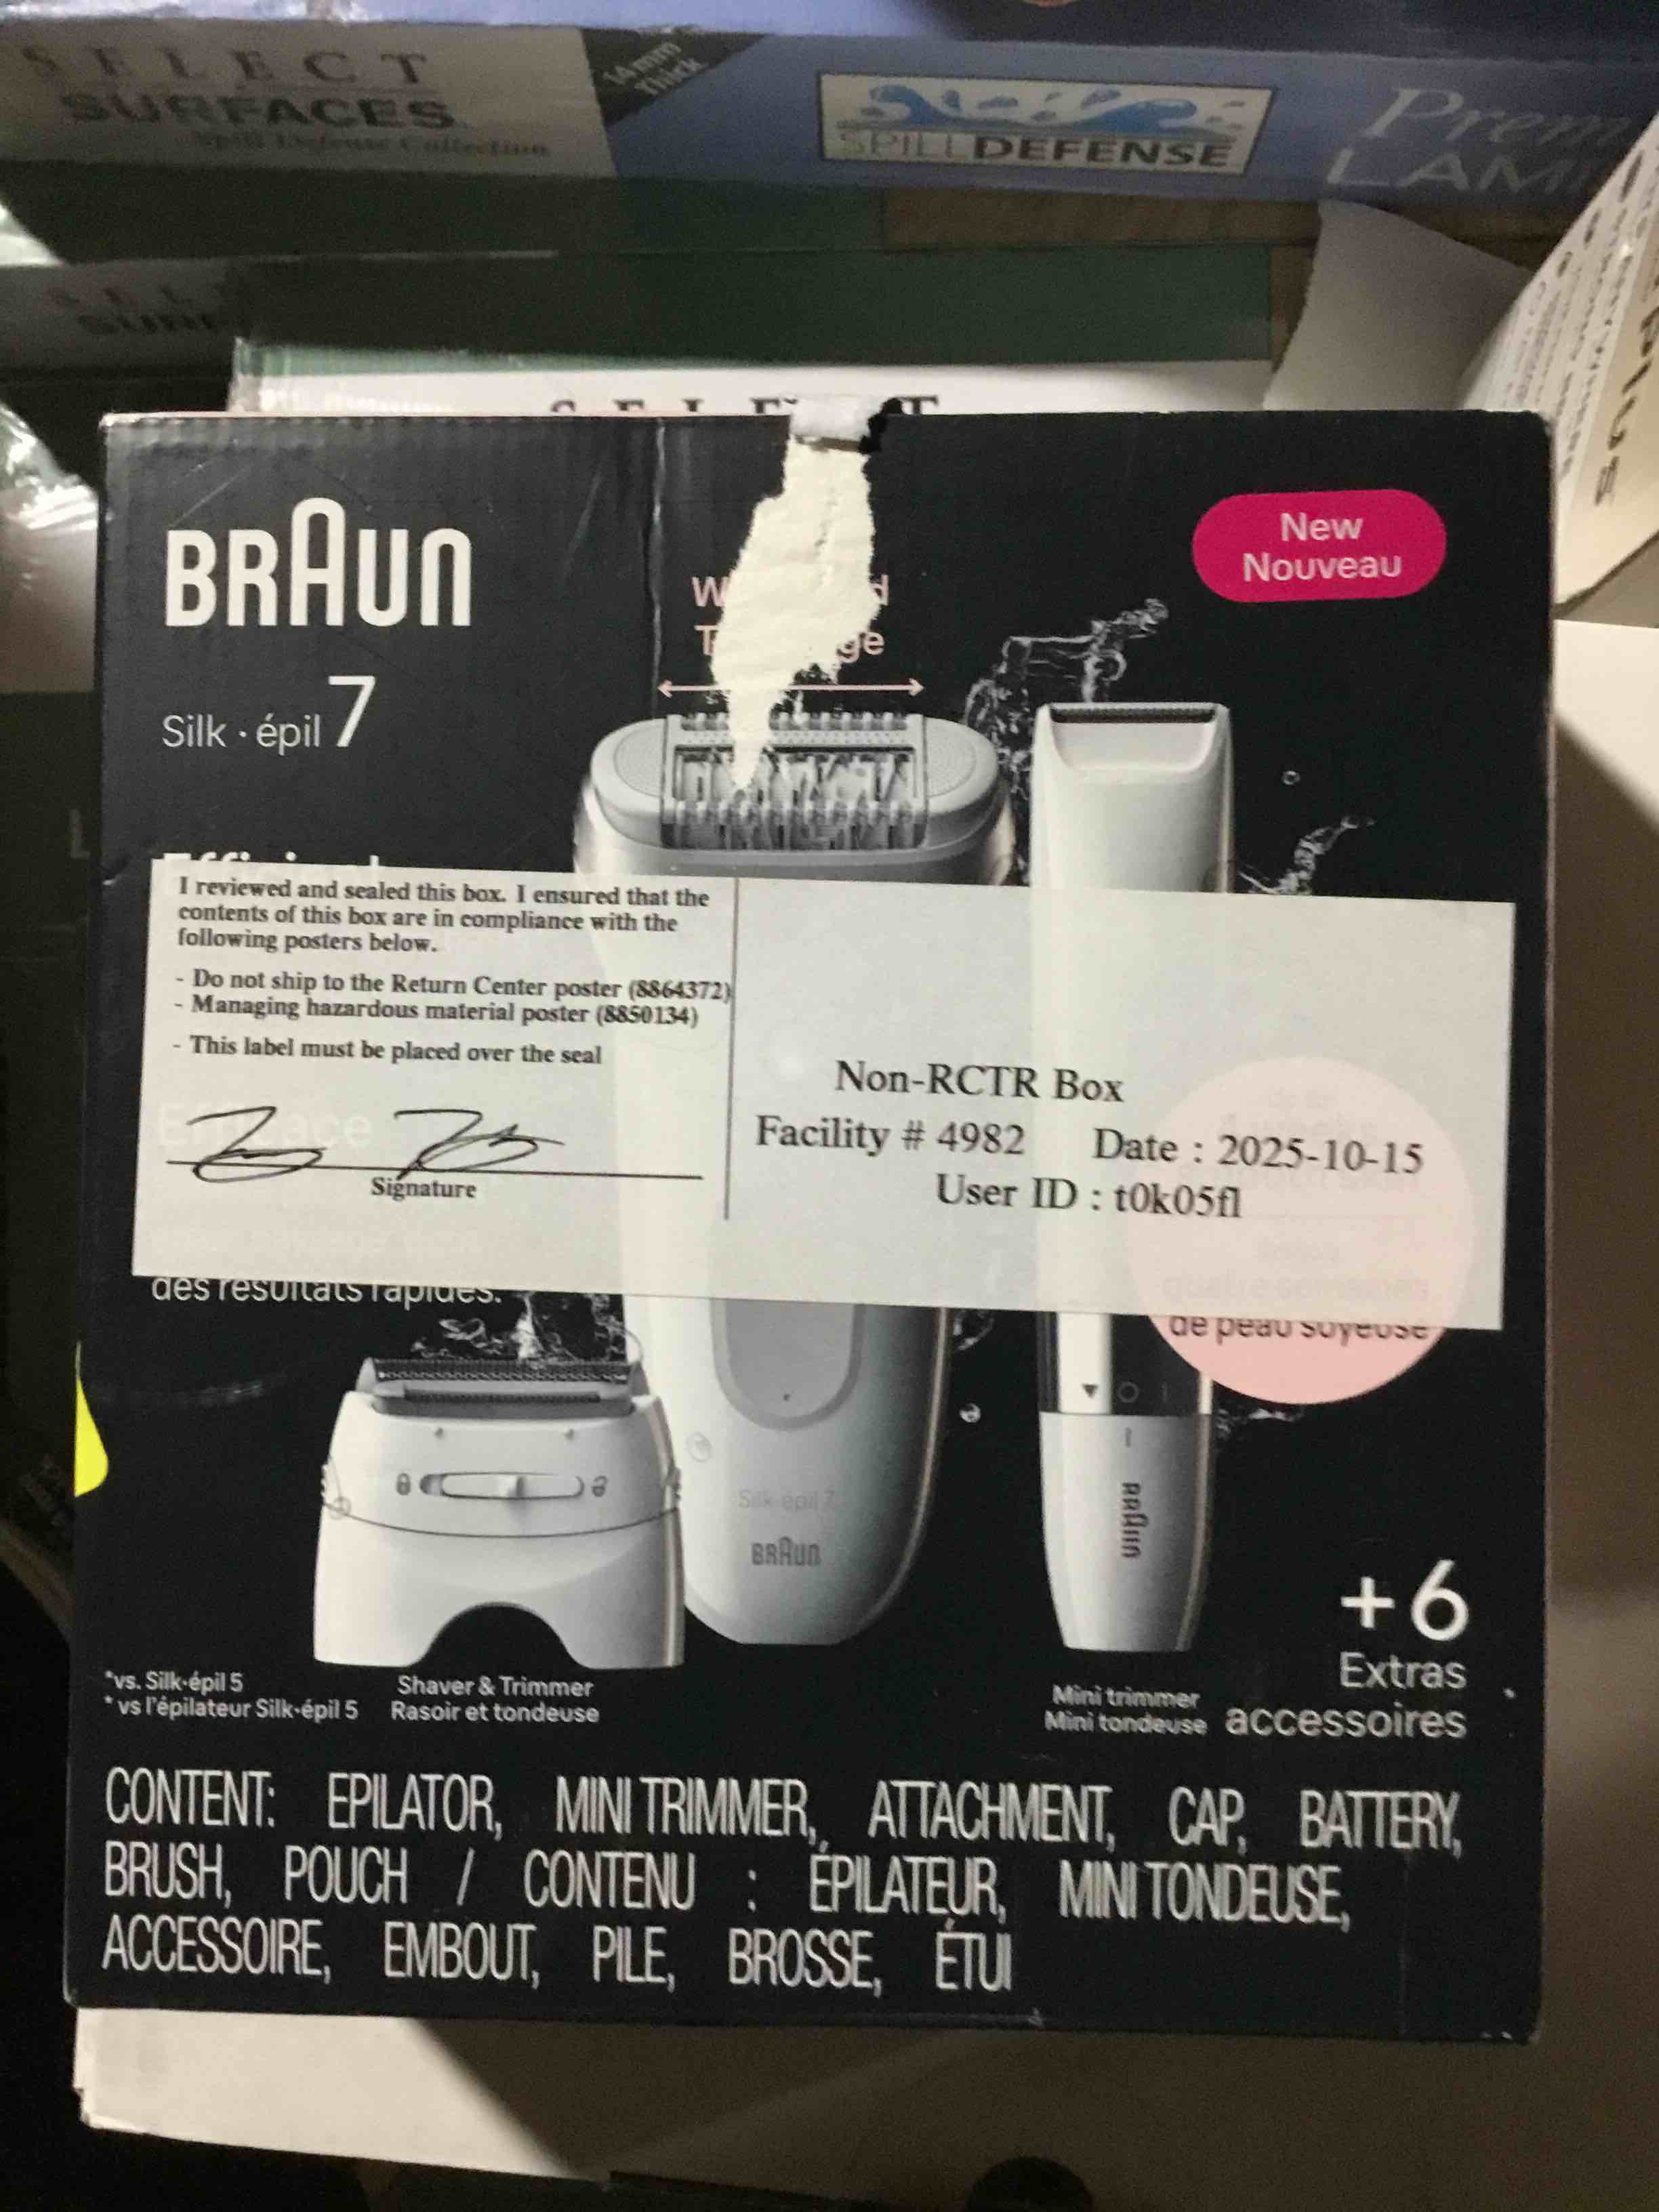 SELECT
SURFACES
Spill Defense Collection
14mm
Thick
SPILLDEFENSE
BRAUN
Silk·épil 7
New
Nouveau
I reviewed and sealed this box. I ensured that the
contents of this box are in compliance with the
following posters below.
- Do not ship to the Return Center poster (8864372)
- Managing hazardous material poster (8850134)
- This label must be placed over the seal
Signature
Non-RCTR Box
Facility # 4982 Date : 2025-10-15
User ID : t0k05fl
des résultats rapides.
de peau soyeuse
Silk·épil 7
BRAUN
BRAUN
+6
Extras
accessoires
*vs. Silk·épil 5
* vs l'épilateur Silk·épil 5
Shaver & Trimmer
Rasoir et tondeuse
Mini trimmer
Mini tondeuse
CONTENT: EPILATOR, MINI TRIMMER, ATTACHMENT, CAP, BATTERY,
BRUSH, POUCH / CONTENU : ÉPILATEUR, MINI TONDEUSE,
ACCESSOIRE, EMBOUT, PILE, BROSSE, ÉTUI